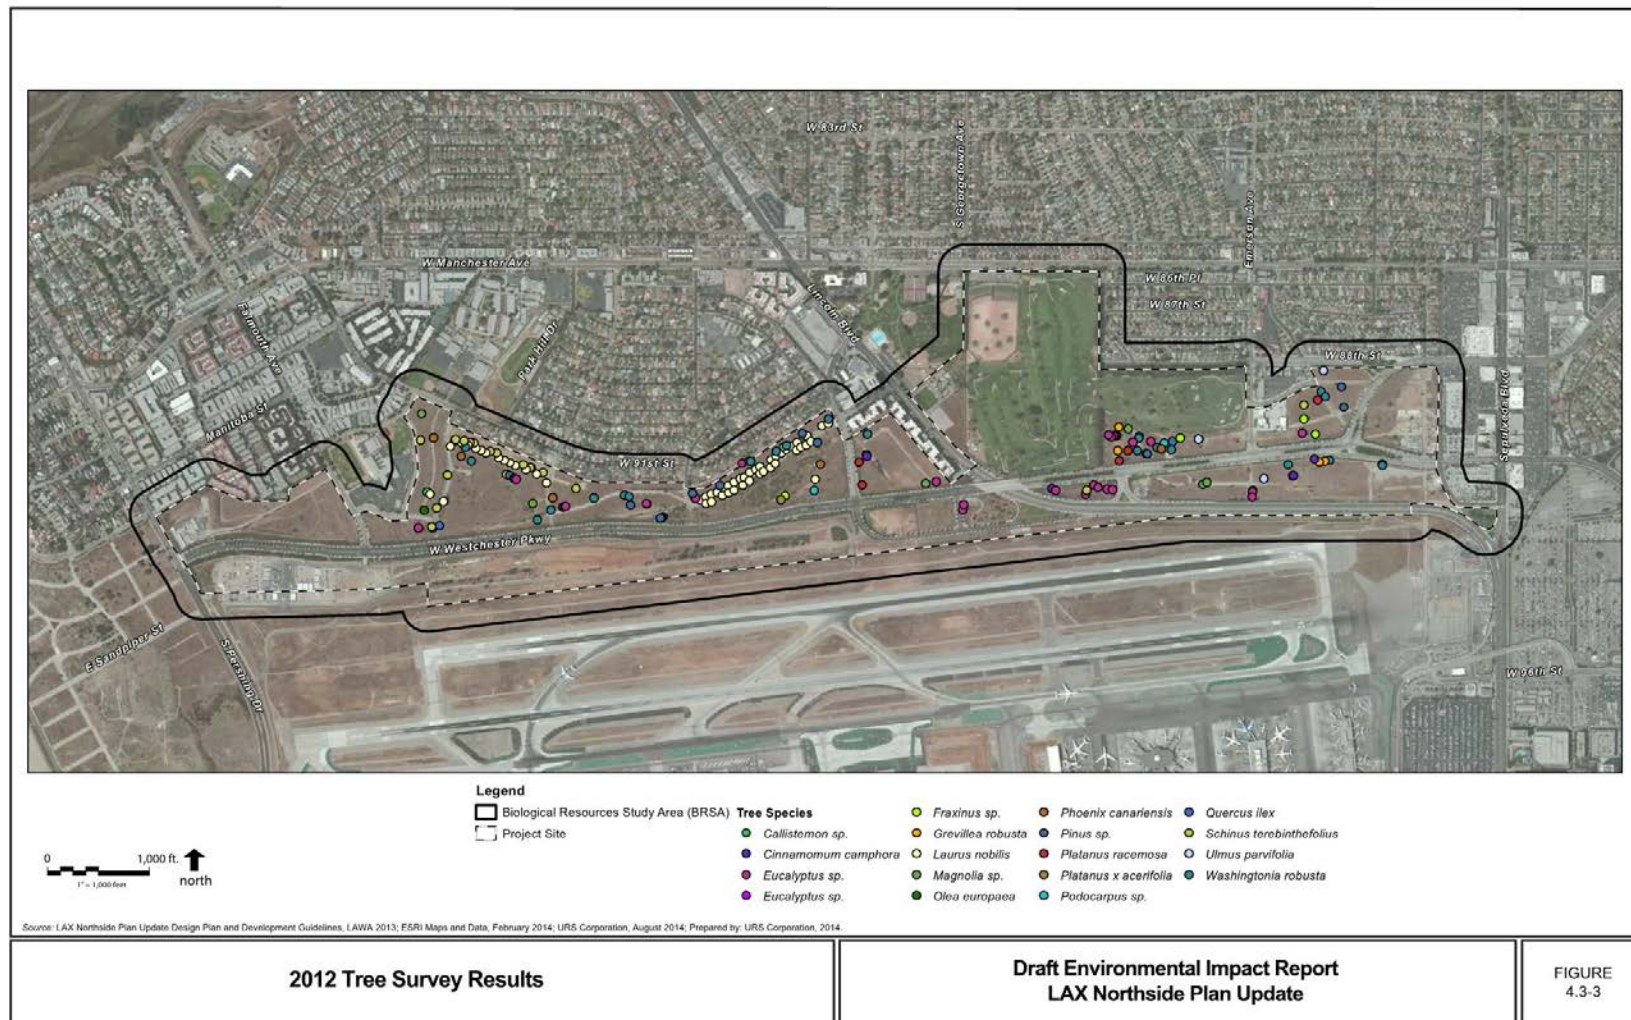 W 83rd St
S Georgetown Ave
Emerson Ave
W Manchester Ave
W 86th Pl
W 87th St
Lincoln Blvd
Falmouth Ave
Park Hill Dr
W 88th St
Sepulveda Blvd
Manitoba St
W 91st St
W Westchester Pkwy
E Sandpiper St
S Pershing Dr
W 96th St
Legend
Biological Resources Study Area (BRSA)
Project Site
Tree Species
Callistemon sp.
Cinnamomum camphora
Eucalyptus sp.
Eucalyptus sp.
Fraxinus sp.
Grevillea robusta
Laurus nobilis
Magnolia sp.
Olea europaea
Phoenix canariensis
Pinus sp.
Platanus racemosa
Platanus x acerifolia
Podocarpus sp.
Quercus ilex
Schinus terebinthefolius
Ulmus parvifolia
Washingtonia robusta
0 1,000 ft.
1" = 1,000 feet
north
Source: LAX Northside Plan Update Design Plan and Development Guidelines, LAWA 2013; ESRI Maps and Data, February 2014; URS Corporation, August 2014; Prepared by: URS Corporation, 2014.
2012 Tree Survey Results
Draft Environmental Impact Report
LAX Northside Plan Update
FIGURE
4.3-3